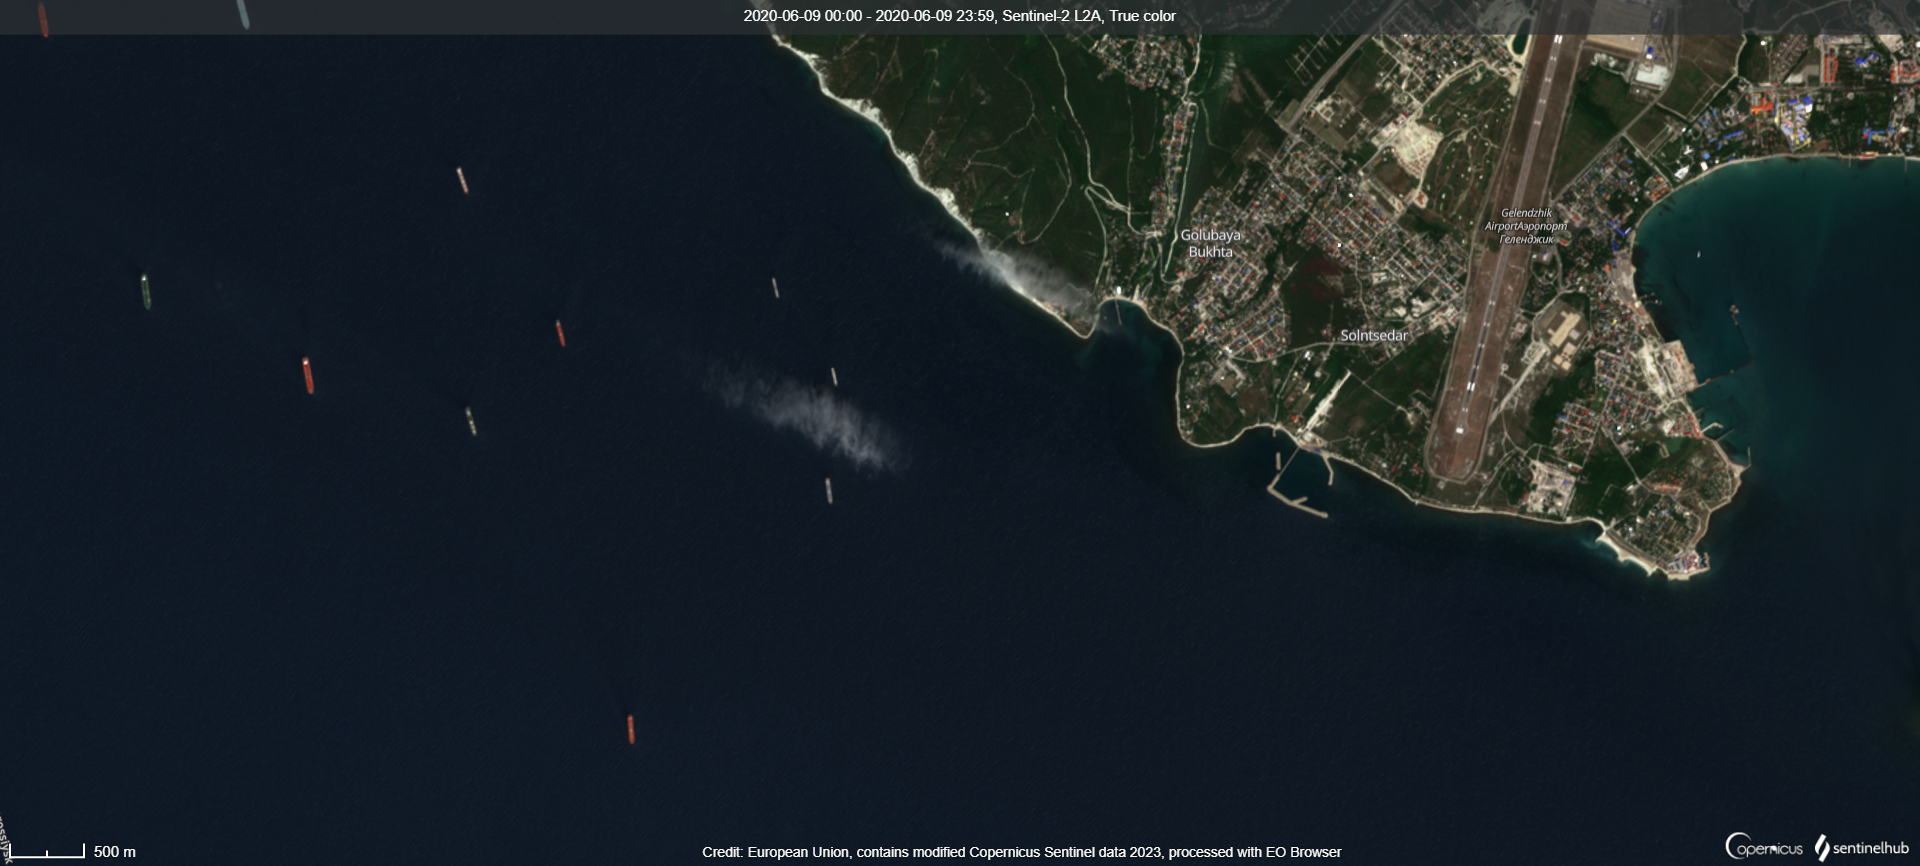 2020-06-09 00:00 - 2020-06-09 23:59, Sentinel-2 L2A, True color
Gelendzhik
AirportАэропорт
Геленджик
Golubaya
Bukhta
Solntsedar
500 m
Credit: European Union, contains modified Copernicus Sentinel data 2023, processed with EO Browser
Copernicus
sentinelhub